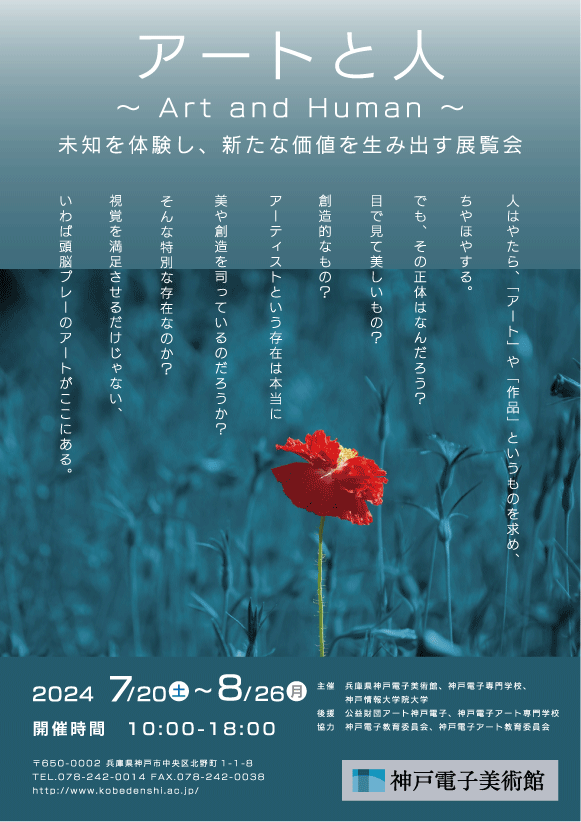 アートと人
～ Art and Human ～
未知を体験し、新たな価値を生み出す展覧会
人はやたら、「アート」や「作品」というものを求め、
ちやほやする。
でも、その正体はなんだろう？
目で見て美しいもの？
創造的なもの？
アーティストという存在は本当に
美や創造を司っているのだろうか？
そんな特別な存在なのか？
視覚を満足させるだけじゃない、
いわば頭脳プレーのアートがここにある。
2024 7/20土～8/26月
開催時間 10:00-18:00
主催 兵庫県神戸電子美術館、神戸電子専門学校、
神戸情報大学院大学
後援 公益財団アート神戸電子、神戸電子アート専門学校
協力 神戸電子教育委員会、神戸電子アート教育委員会
〒650-0002 兵庫県神戸市中央区北野町1-1-8
TEL.078-242-0014 FAX.078-242-0038
http://www.kobedenshi.ac.jp/
神戸電子美術館